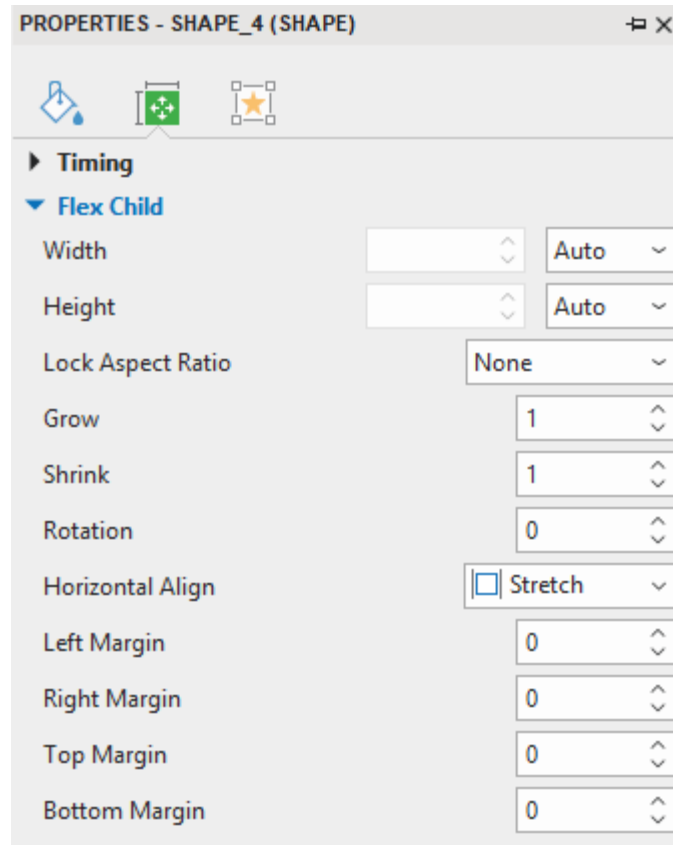 PROPERTIES - SHAPE_4 (SHAPE)
Timing
Flex Child
Width Auto
Height Auto
Lock Aspect Ratio None
Grow 1
Shrink 1
Rotation 0
Horizontal Align Stretch
Left Margin 0
Right Margin 0
Top Margin 0
Bottom Margin 0